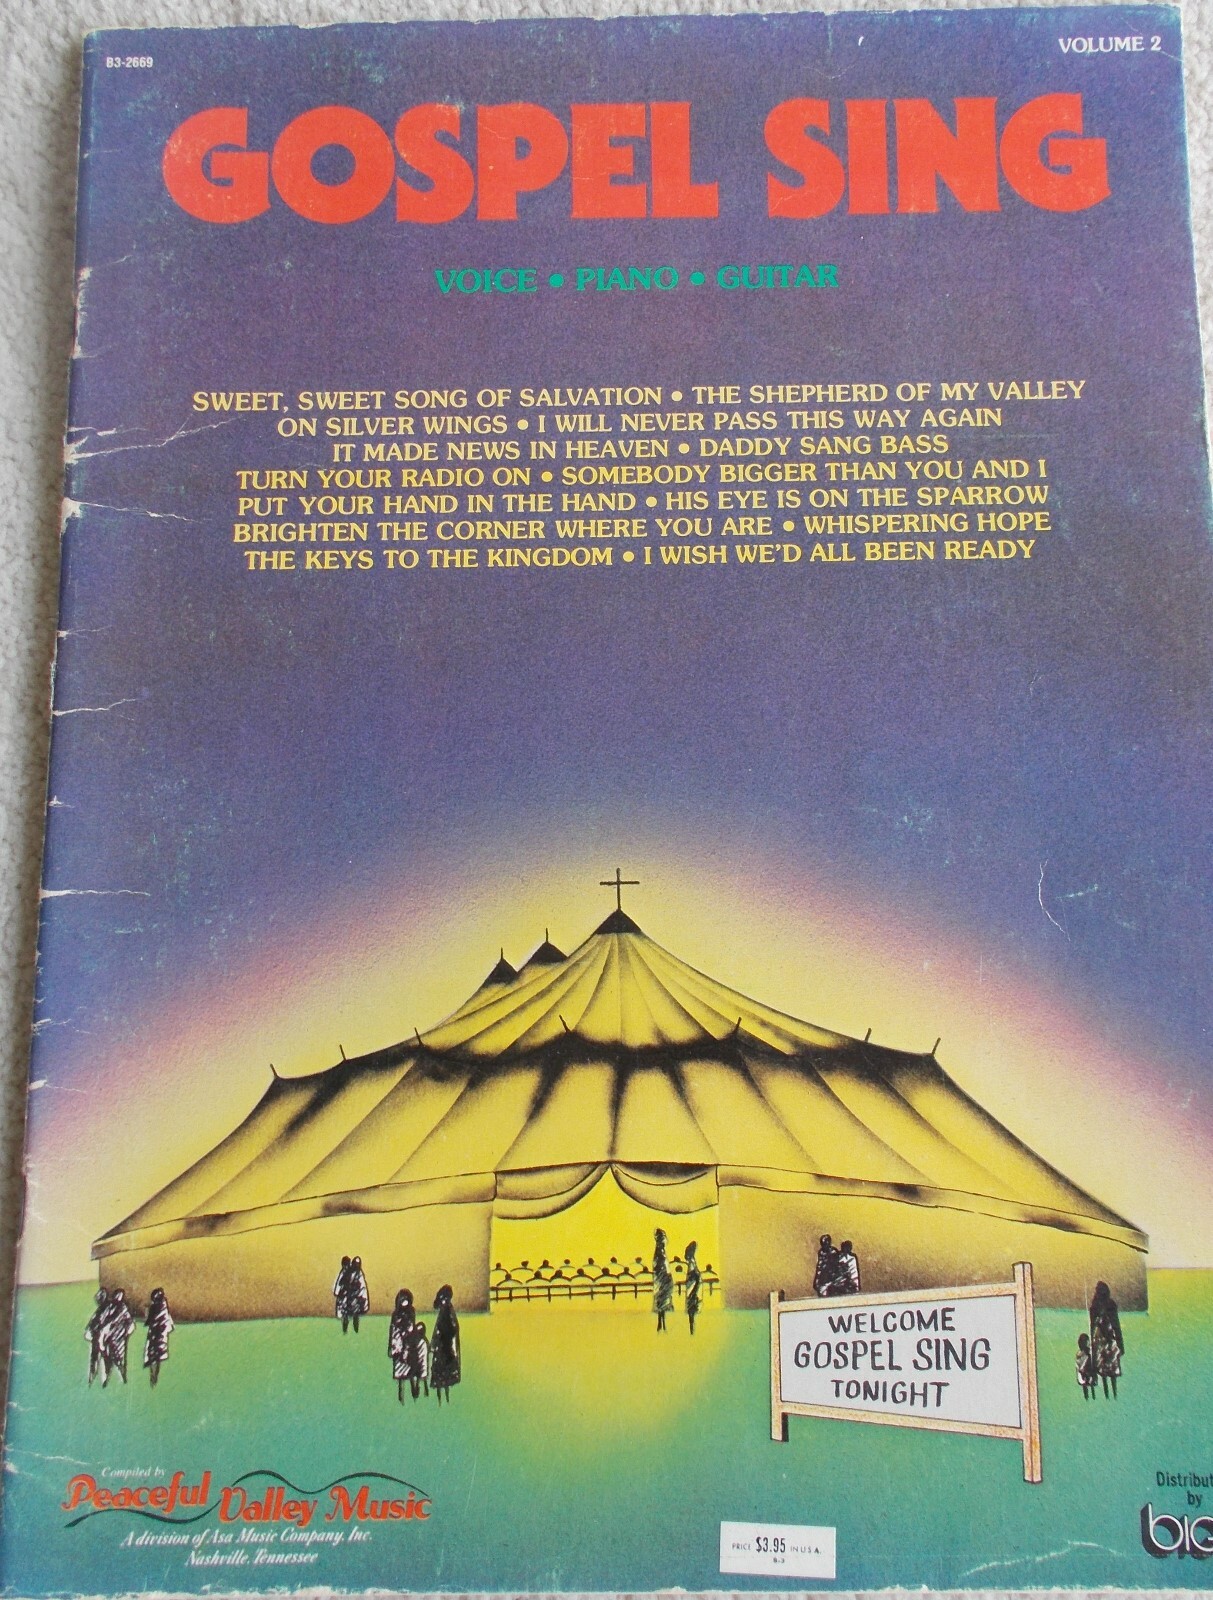 B3-2669
VOLUME 2
GOSPEL SING
VOICE • PIANO • GUITAR
SWEET, SWEET SONG OF SALVATION • THE SHEPHERD OF MY VALLEY
ON SILVER WINGS • I WILL NEVER PASS THIS WAY AGAIN
IT MADE NEWS IN HEAVEN • DADDY SANG BASS
TURN YOUR RADIO ON • SOMEBODY BIGGER THAN YOU AND I
PUT YOUR HAND IN THE HAND • HIS EYE IS ON THE SPARROW
BRIGHTEN THE CORNER WHERE YOU ARE • WHISPERING HOPE
THE KEYS TO THE KINGDOM • I WISH WE'D ALL BEEN READY
WELCOME
GOSPEL SING
TONIGHT
Compiled by
Peaceful Valley Music
A division of Asa Music Company, Inc.
Nashville, Tennessee
PRICE $3.95 IN U.S.A.
B-3
Distribut
by
big